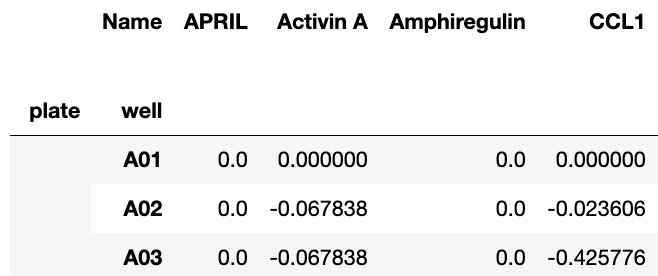 Name APRIL Activin A Amphiregulin CCL1
plate well
A01 0.0 0.000000 0.0 0.000000
A02 0.0 -0.067838 0.0 -0.023606
A03 0.0 -0.067838 0.0 -0.425776